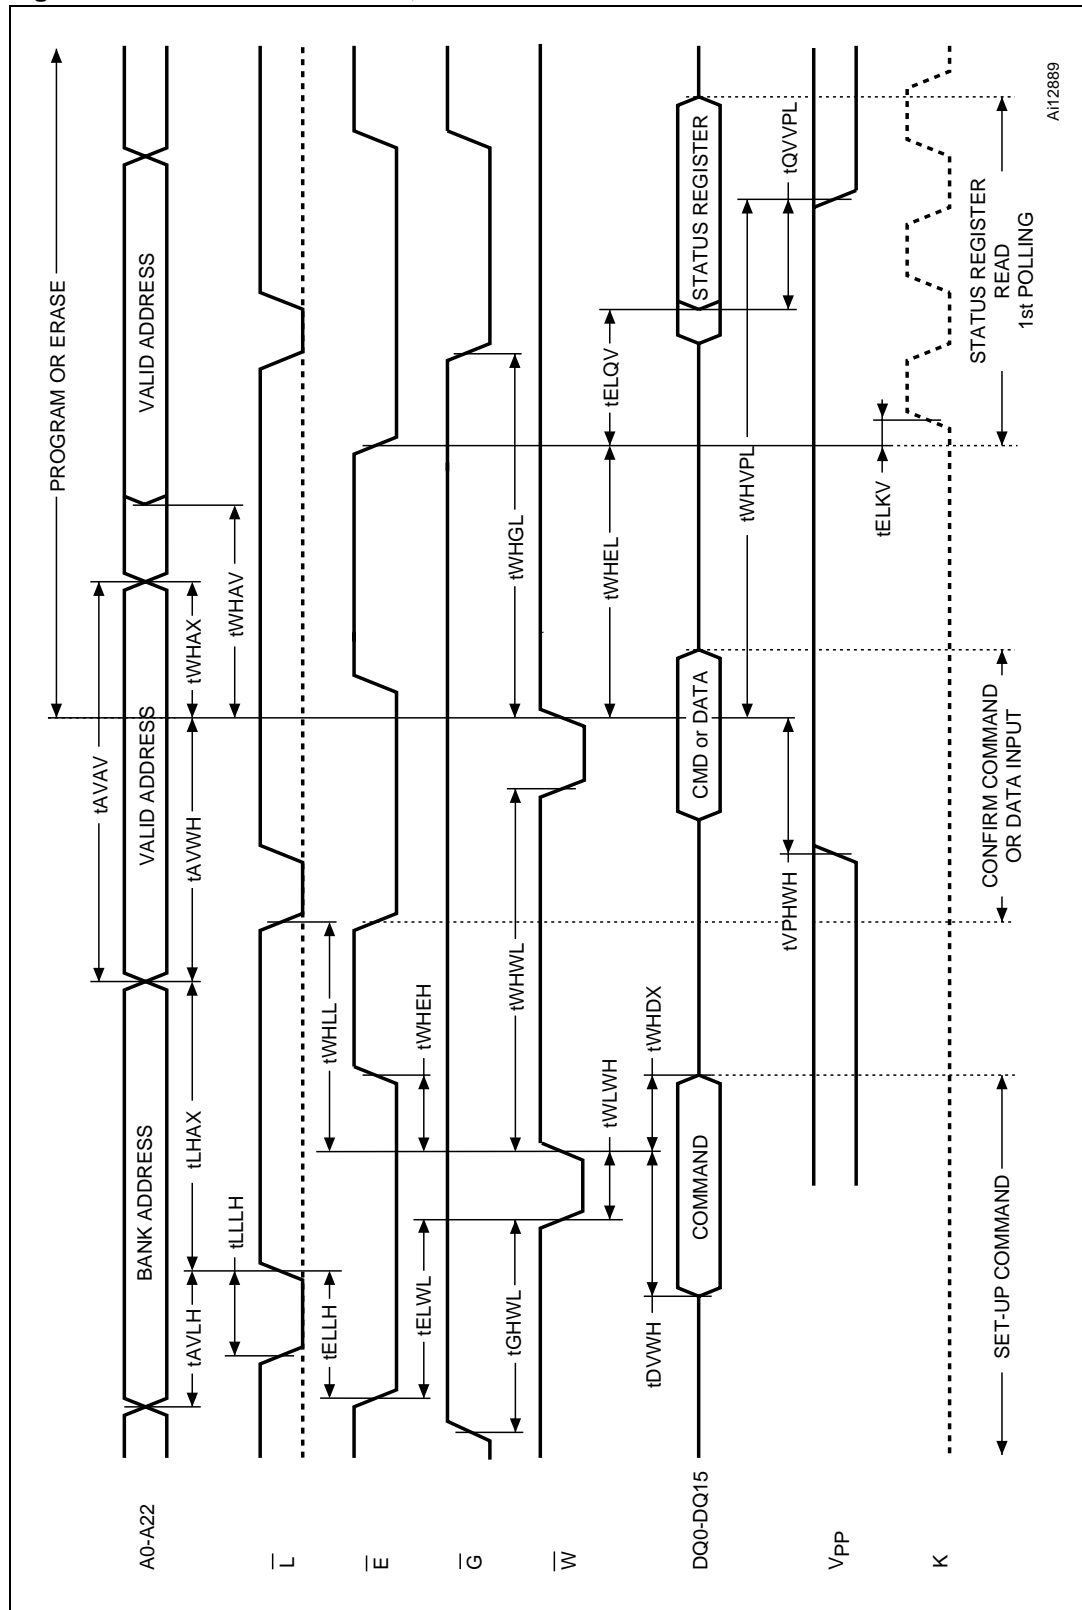 PROGRAM OR ERASE
tAVAV
A0-A22
BANK ADDRESS
VALID ADDRESS
VALID ADDRESS
tAVLH
tLHAX
tAVWH
tWHAX
tLLLH
tWHAV
L
tELLH
tWHLL
E
tELWL
tWHEH
G
tGHWL
tWHWL
tWHGL
W
tWLWH
tWHEL
tELQV
tDVWH
tWHDX
DQ0-DQ15
COMMAND
CMD or DATA
STATUS REGISTER
tWHVPL
tVPHWH
tQVVPL
VPP
tELKV
K
SET-UP COMMAND
CONFIRM COMMAND
OR DATA INPUT
STATUS REGISTER
READ
1st POLLING
Ai12889